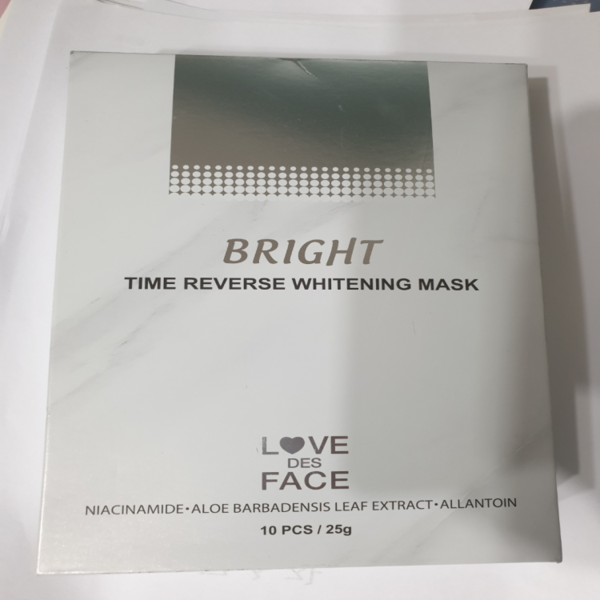 BRIGHT
TIME REVERSE WHITENING MASK
L♥VE
DES
FACE
NIACINAMIDE•ALOE BARBADENSIS LEAF EXTRACT•ALLANTOIN
10 PCS / 25g